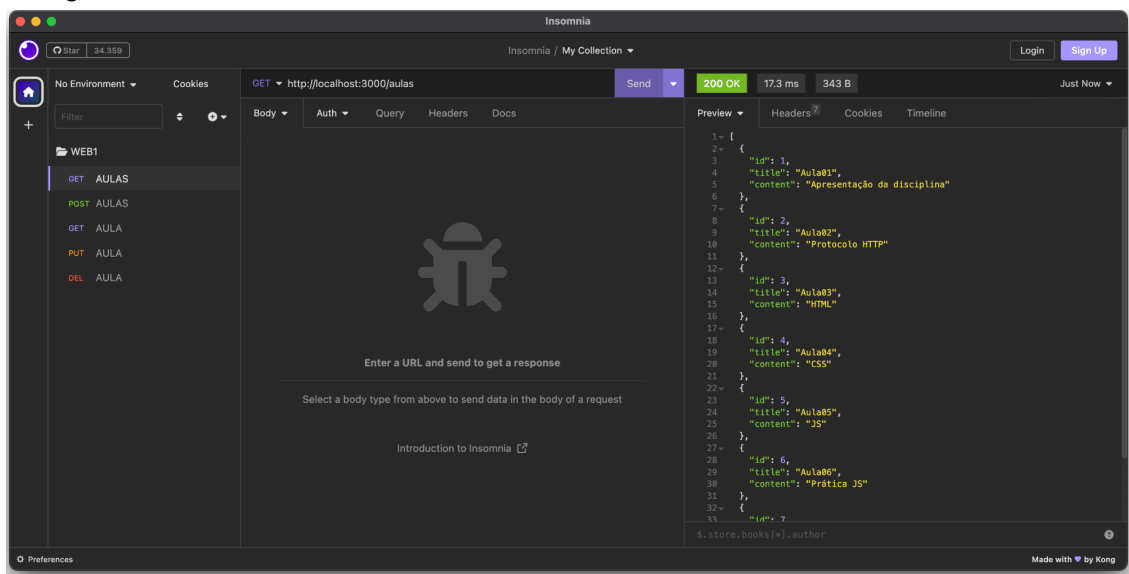 Insomnia
Star 34.359
Insomnia / My Collection
Login
Sign Up
No Environment
Cookies
Filter
WEB1
GET AULAS
POST AULAS
GET AULA
PUT AULA
DEL AULA
GET http://localhost:3000/aulas
Send
Body
Auth
Query
Headers
Docs
Enter a URL and send to get a response
Select a body type from above to send data in the body of a request
Introduction to Insomnia
200 OK
17.3 ms
343 B
Just Now
Preview
Headers 7
Cookies
Timeline
1 [
2 {
3 "id": 1,
4 "title": "Aula01",
5 "content": "Apresentação da disciplina"
6 },
7 {
8 "id": 2,
9 "title": "Aula02",
10 "content": "Protocolo HTTP"
11 },
12 {
13 "id": 3,
14 "title": "Aula03",
15 "content": "HTML"
16 },
17 {
18 "id": 4,
19 "title": "Aula04",
20 "content": "CSS"
21 },
22 {
23 "id": 5,
24 "title": "Aula05",
25 "content": "JS"
26 },
27 {
28 "id": 6,
29 "title": "Aula06",
30 "content": "Prática JS"
31 },
32 {
33 "id": 7
$.store.books[*].author
Preferences
Made with by Kong